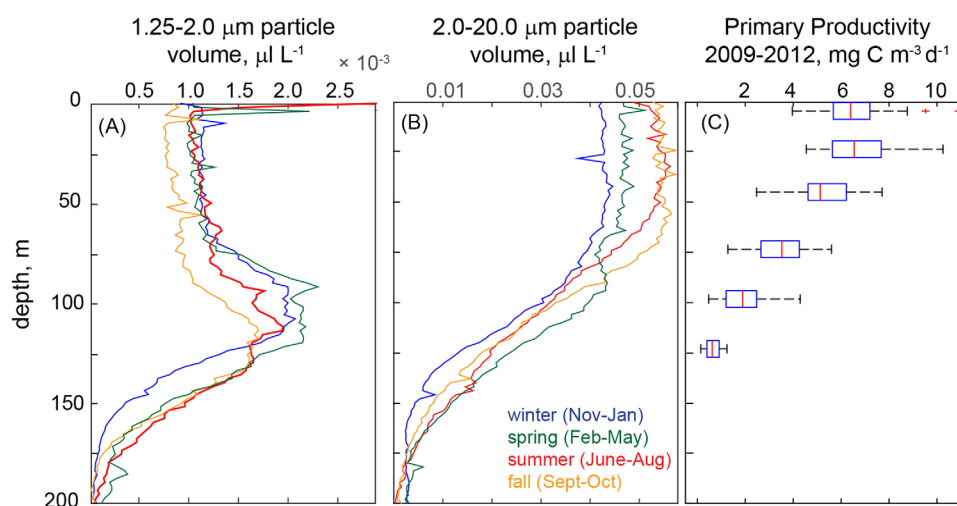 1.25-2.0 μm particle
volume, μl L-1
× 10-3
0 0.5 1.0 1.5 2.0 2.5
2.0-20.0 μm particle
volume, μl L-1
0.01 0.03 0.05
Primary Productivity
2009-2012, mg C m-3 d-1
2 4 6 8 10
(A)
(B)
(C)
depth, m
0
50
100
150
200
winter (Nov-Jan)
spring (Feb-May)
summer (June-Aug)
fall (Sept-Oct)